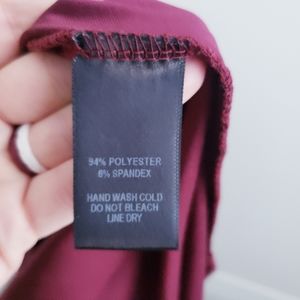 94% POLYESTER
6% SPANDEX
HAND WASH COLD
DO NOT BLEACH
LINE DRY